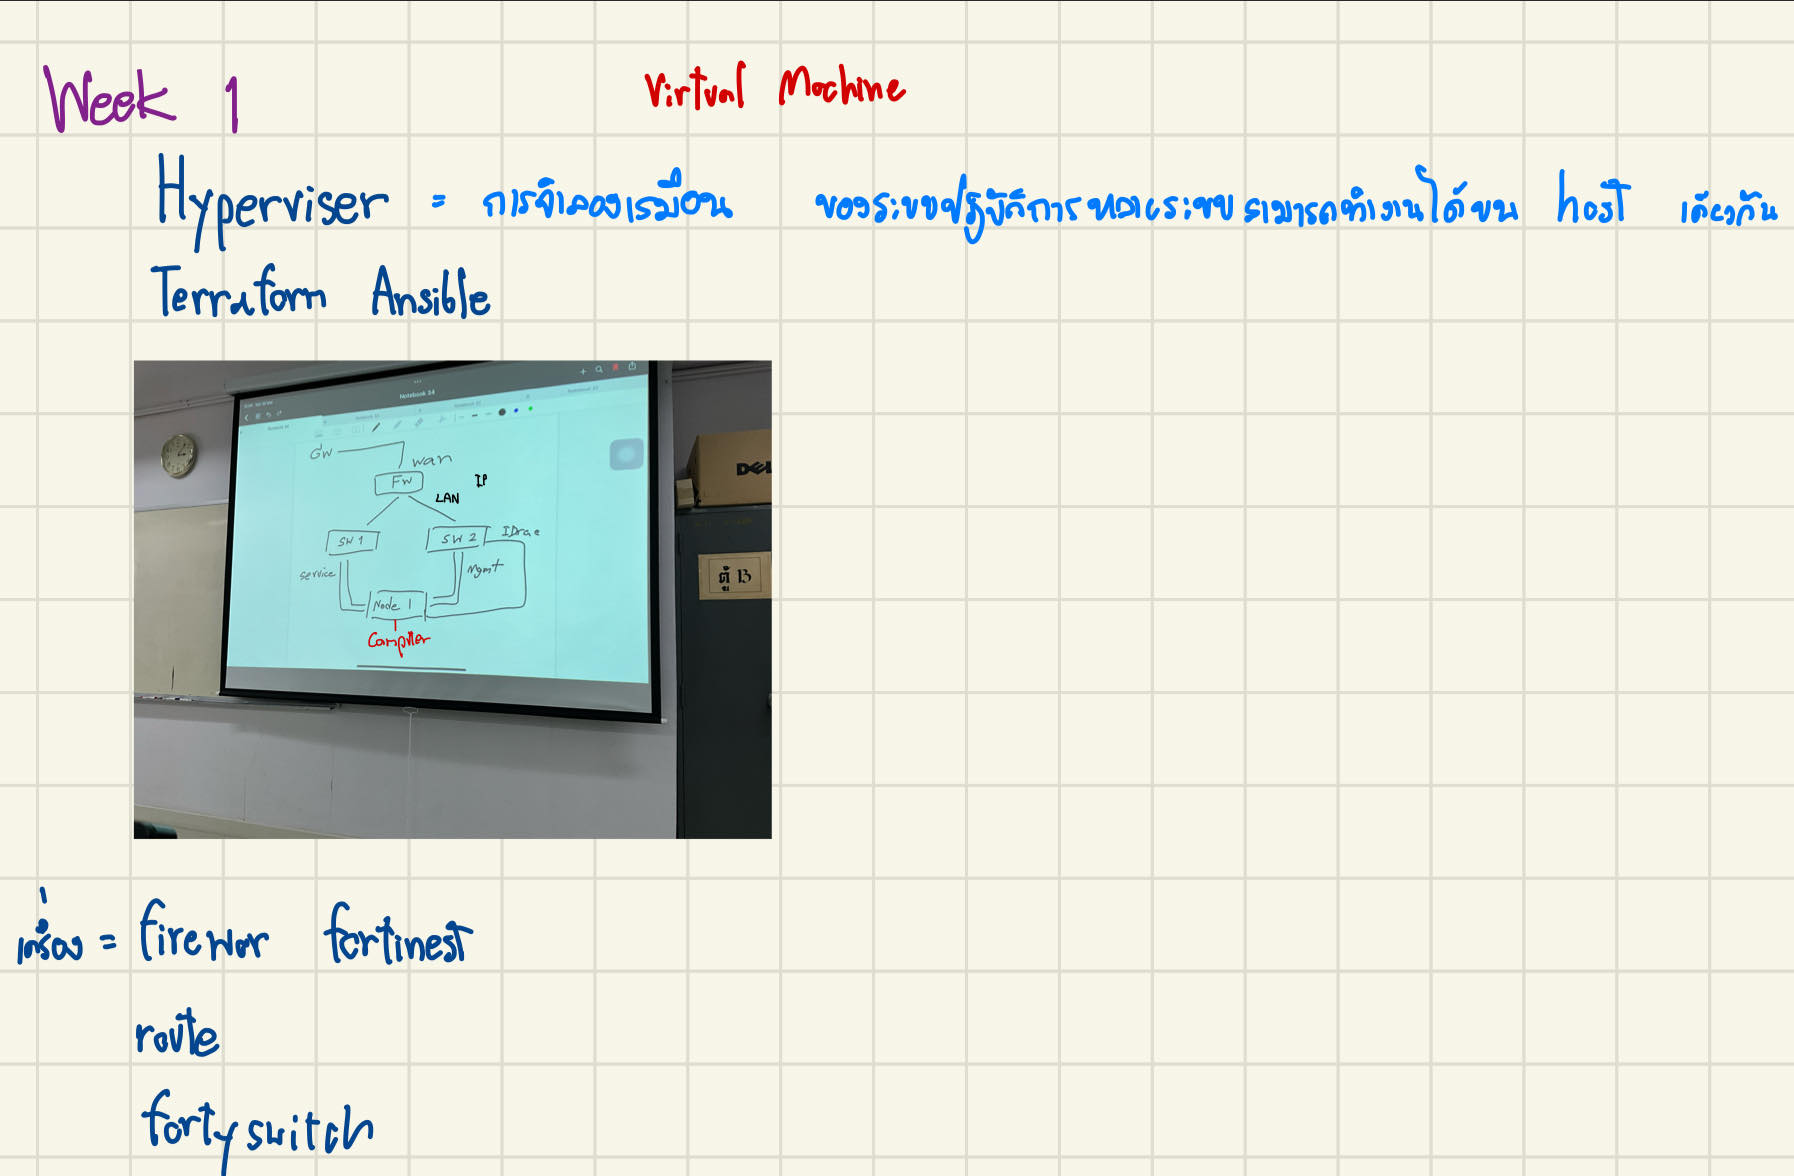 Week 1
Virtual Machine
Hyperviser = การจำลองเสมือน ของระบบปฏิบัติการหลายระบบสามารถทำงานได้บน host เดียวกัน
Terraform Ansible
Notebook 34
GW
wan
FW
IP
LAN
SW 1
SW 2
IDrac
service
Mgmt
Node 1
DELL
ตู้ 13
เครื่อง = firewar fortinest
route
fortyswitch